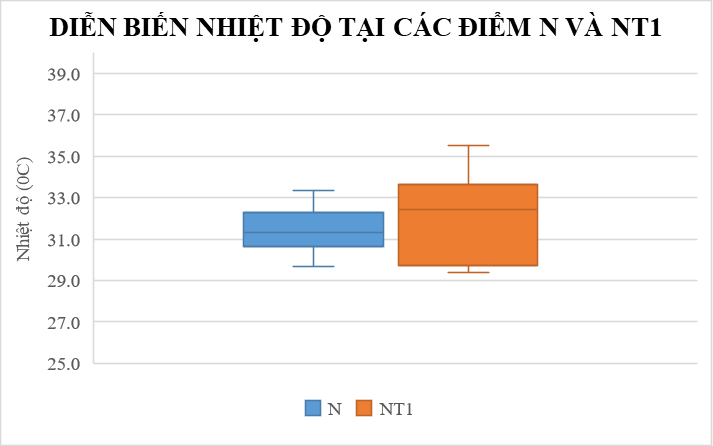 DIỄN BIẾN NHIỆT ĐỘ TẠI CÁC ĐIỂM N VÀ NT1
39.0
37.0
35.0
33.0
31.0
29.0
27.0
25.0
Nhiệt độ (0C)
N
NT1